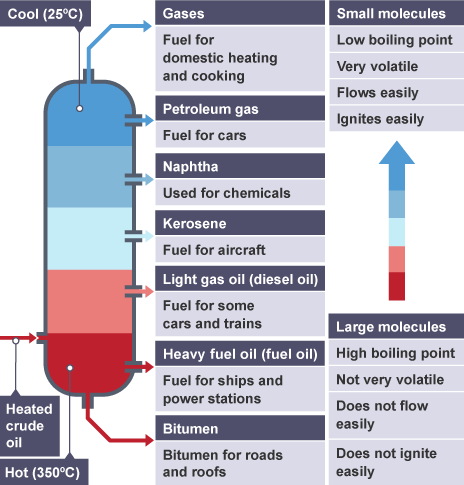 Cool (25ºC)
Gases
Fuel for
domestic heating
and cooking
Petroleum gas
Fuel for cars
Naphtha
Used for chemicals
Kerosene
Fuel for aircraft
Light gas oil (diesel oil)
Fuel for some
cars and trains
Heavy fuel oil (fuel oil)
Fuel for ships and
power stations
Bitumen
Bitumen for roads
and roofs
Heated
crude
oil
Hot (350ºC)
Small molecules
Low boiling point
Very volatile
Flows easily
Ignites easily
Large molecules
High boiling point
Not very volatile
Does not flow
easily
Does not ignite
easily